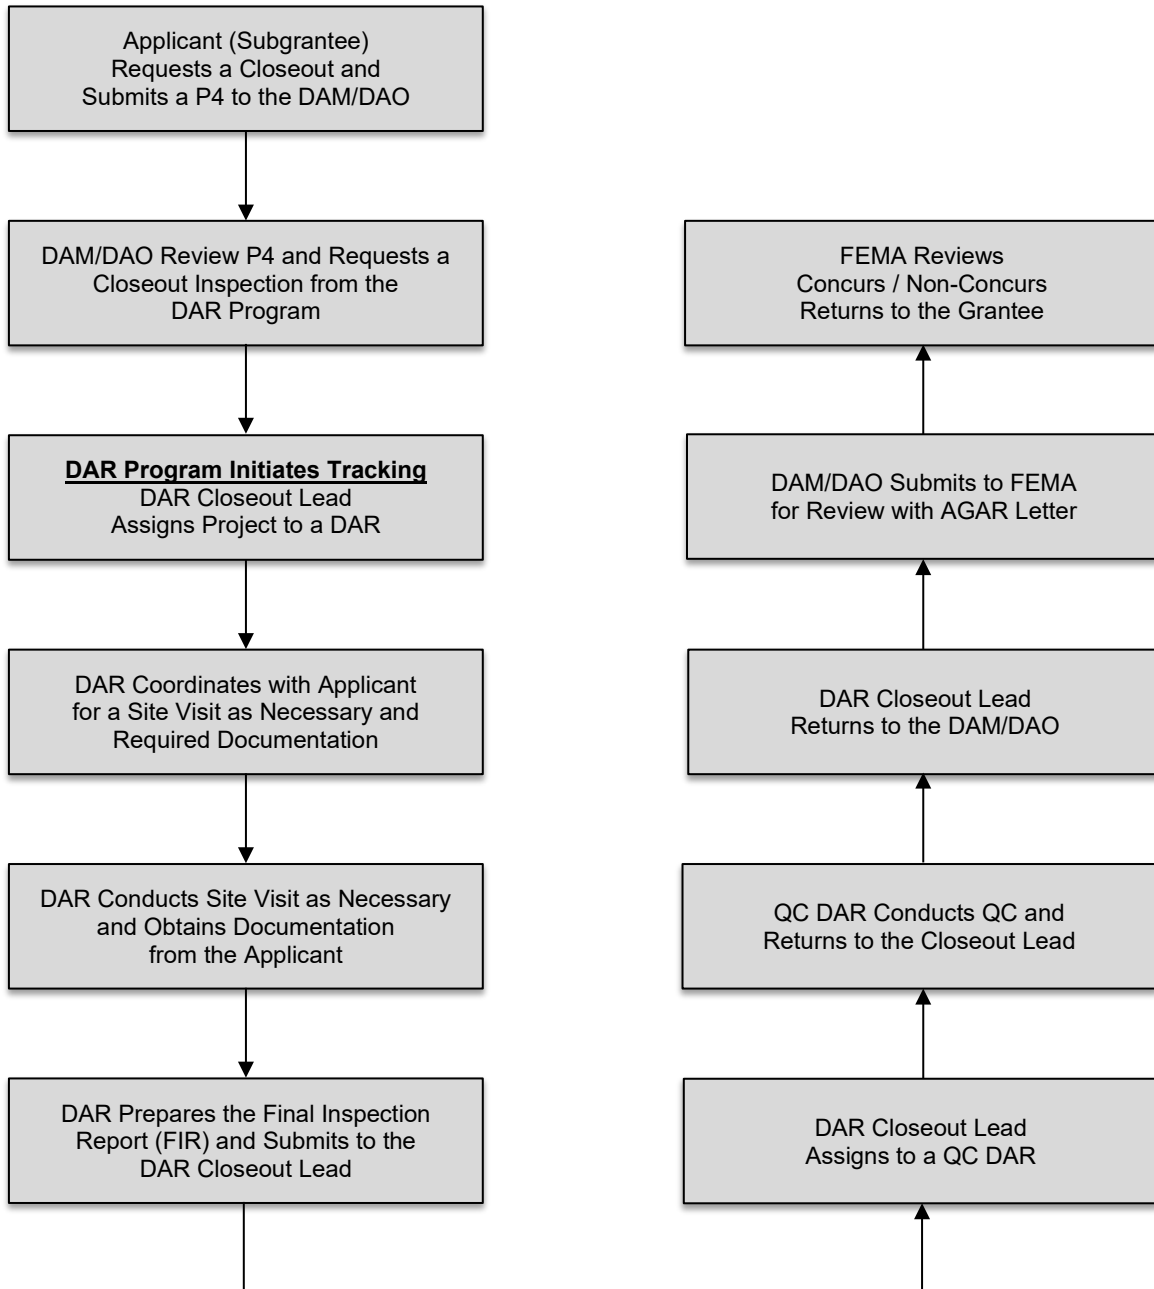 Applicant (Subgrantee)
Requests a Closeout and
Submits a P4 to the DAM/DAO
DAM/DAO Review P4 and Requests a
Closeout Inspection from the
DAR Program
DAR Program Initiates Tracking
DAR Closeout Lead
Assigns Project to a DAR
DAR Coordinates with Applicant
for a Site Visit as Necessary and
Required Documentation
DAR Conducts Site Visit as Necessary
and Obtains Documentation
from the Applicant
DAR Prepares the Final Inspection
Report (FIR) and Submits to the
DAR Closeout Lead
FEMA Reviews
Concurs / Non-Concurs
Returns to the Grantee
DAM/DAO Submits to FEMA
for Review with AGAR Letter
DAR Closeout Lead
Returns to the DAM/DAO
QC DAR Conducts QC and
Returns to the Closeout Lead
DAR Closeout Lead
Assigns to a QC DAR